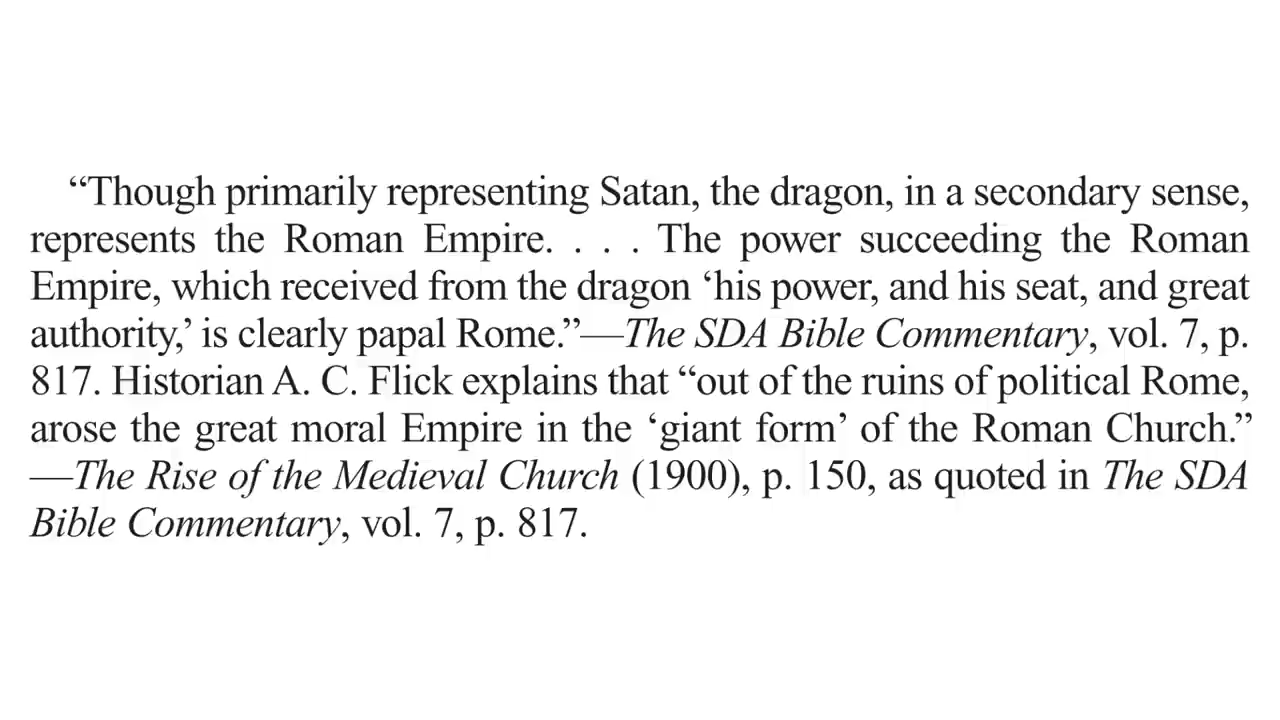 “Though primarily representing Satan, the dragon, in a secondary sense,
represents the Roman Empire. . . . The power succeeding the Roman
Empire, which received from the dragon ‘his power, and his seat, and great
authority,’ is clearly papal Rome.”—The SDA Bible Commentary, vol. 7, p.
817. Historian A. C. Flick explains that “out of the ruins of political Rome,
arose the great moral Empire in the ‘giant form’ of the Roman Church.”
—The Rise of the Medieval Church (1900), p. 150, as quoted in The SDA
Bible Commentary, vol. 7, p. 817.